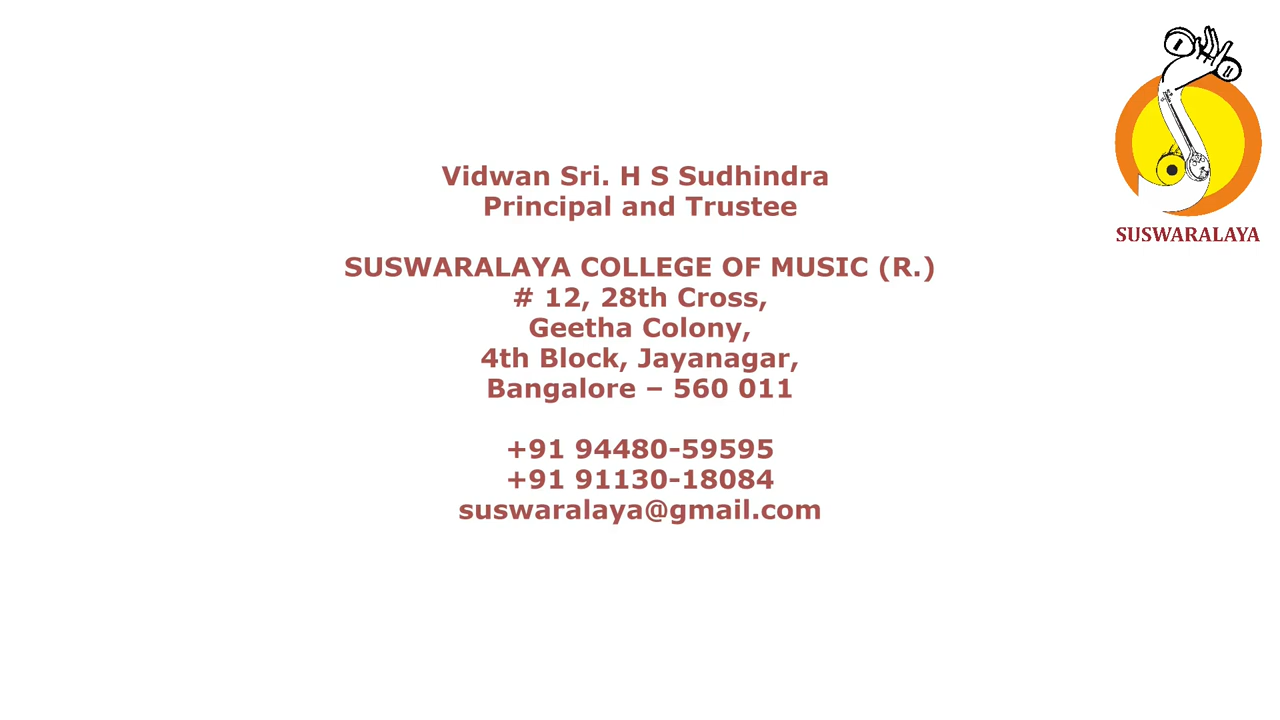 Vidwan Sri. H S Sudhindra
Principal and Trustee
SUSWARALAYA COLLEGE OF MUSIC (R.)
# 12, 28th Cross,
Geetha Colony,
4th Block, Jayanagar,
Bangalore – 560 011
+91 94480-59595
+91 91130-18084
suswaralaya@gmail.com
SUSWARALAYA